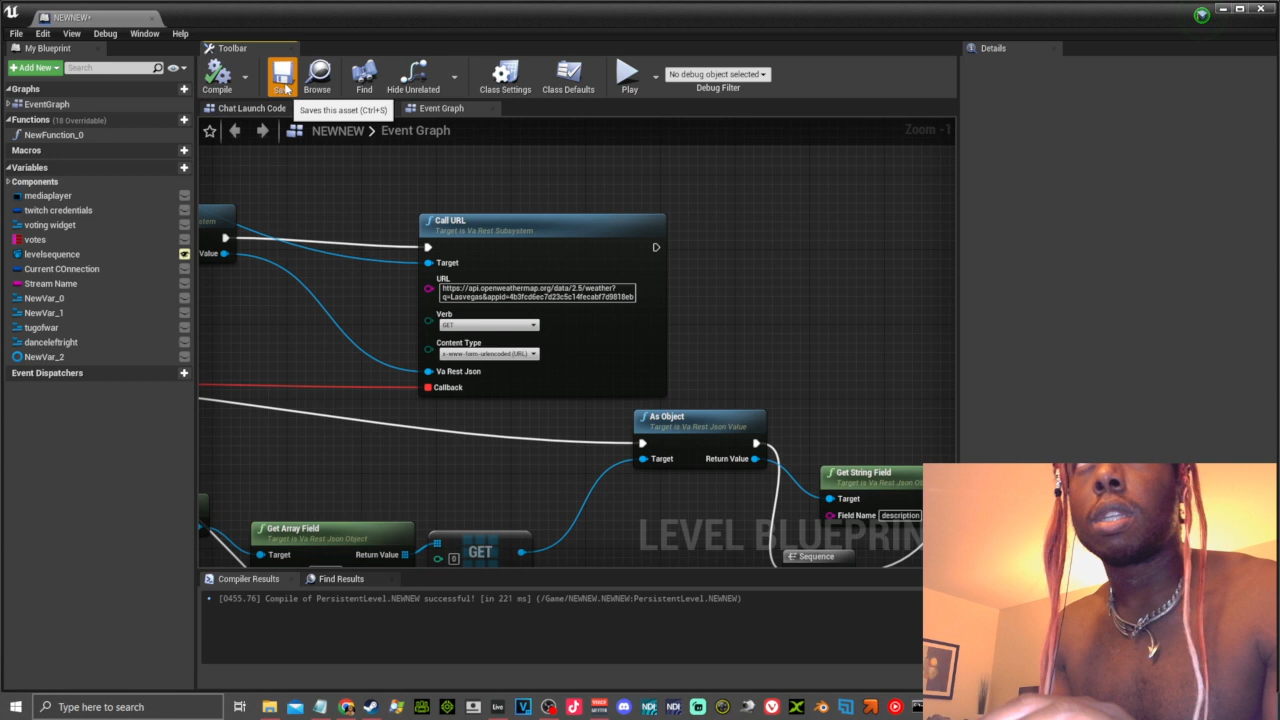 NEWNEW*
File Edit View Debug Window Help
My Blueprint
Toolbar
Details
Add New
Search
Compile
Browse
Find
Hide Unrelated
Class Settings
Class Defaults
Play
No debug object selected
Debug Filter
Saves this asset (Ctrl+S)
Graphs
EventGraph
Functions (18 Overridable)
NewFunction_0
Macros
Variables
Components
mediaplayer
twitch credentials
voting widget
votes
levelsequence
Current COnnection
Stream Name
NewVar_0
NewVar_1
tugofwar
danceleftright
NewVar_2
Event Dispatchers
Chat Launch Code
Event Graph
NEWNEW > Event Graph
Zoom -1
Value
Call URL
Target is Va Rest Subsystem
Target
URL
https://api.openweathermap.org/data/2.5/weather?
q=Lasvegas&appid=4b3fcd6ec7d23c5c14fecabf7d9818eb
Verb
GET
Content Type
x-www-form-urlencoded (URL)
Va Rest Json
Callback
As Object
Target is Va Rest Json Value
Target Return Value
Get String Field
Target is Va Rest Json
Target
Field Name description
Get Array Field
Target is Va Rest Json Object
Target Return Value
GET
0
LEVEL
Sequence
Compiler Results
Find Results
[0455.76] Compile of PersistentLevel.NEWNEW successful! [in 221 ms] (/Game/NEWNEW.NEWNEW:PersistentLevel.NEWNEW)
Type here to search
Live
NDI
NDI